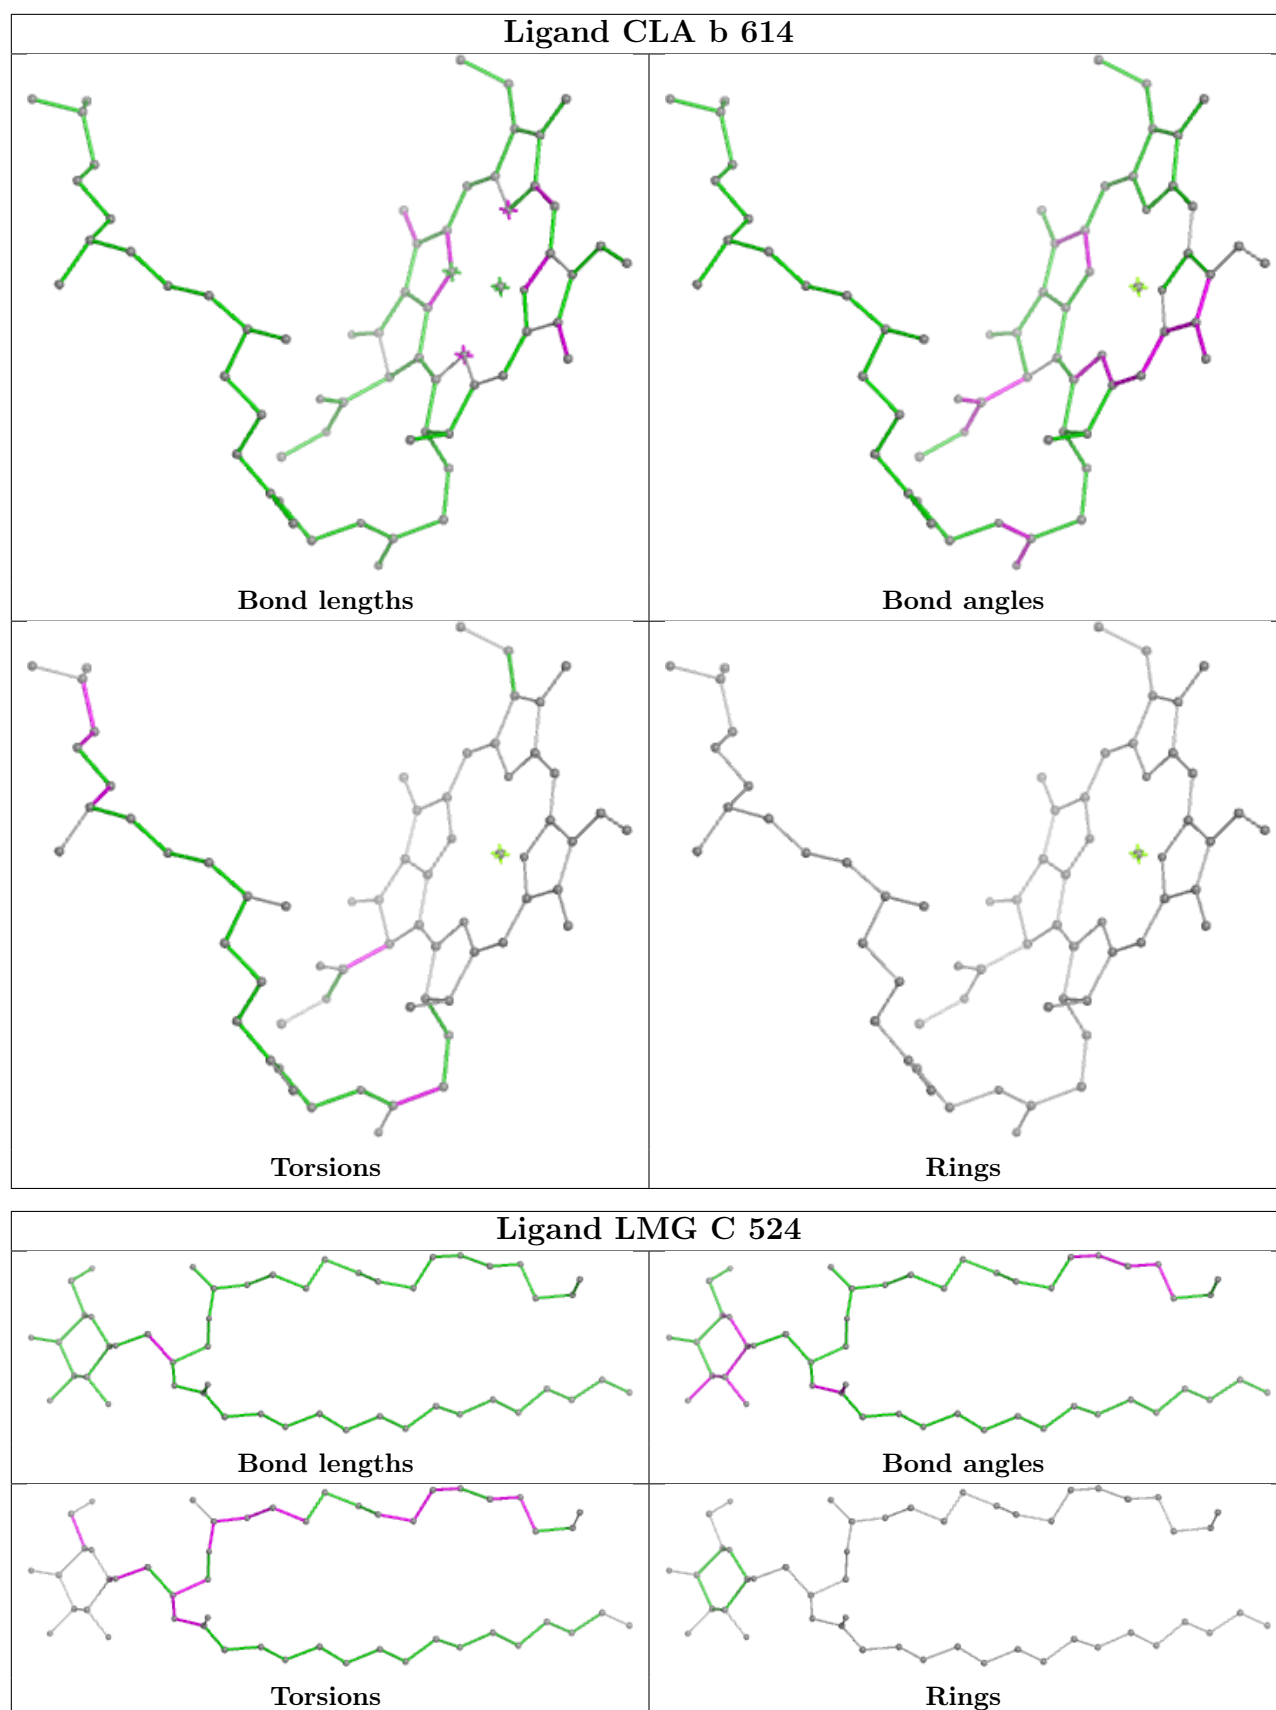 Ligand CLA b 614
Bond lengths
Bond angles
Torsions
Rings
Ligand LMG C 524
Bond lengths
Bond angles
Torsions
Rings